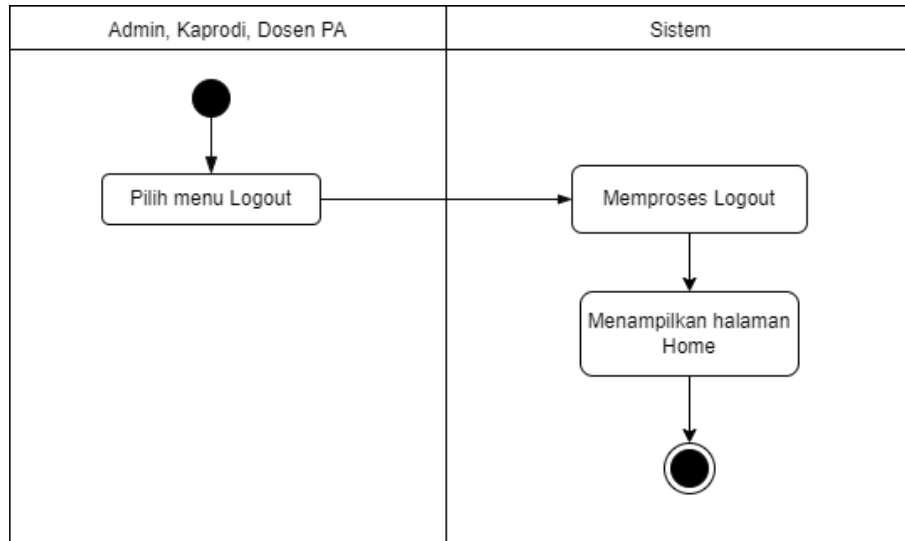 Admin, Kaprodi, Dosen PA
Sistem
Pilih menu Logout
Memproses Logout
Menampilkan halaman
Home